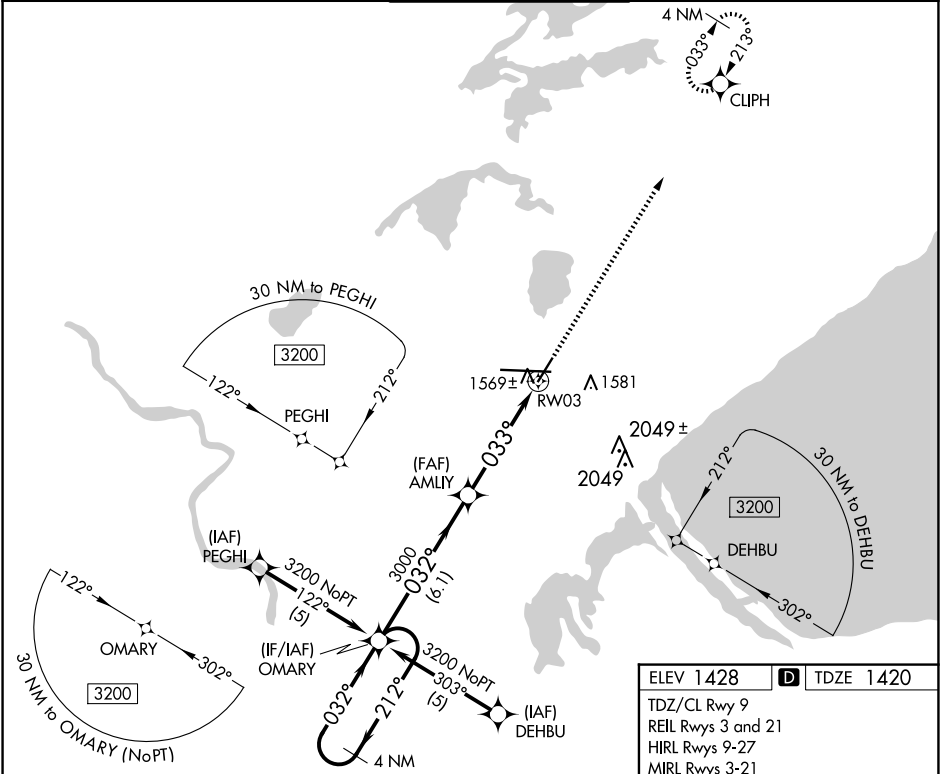 4 NM
033°
213°
CLIPH
30 NM to PEGHI
3200
122°
212°
PEGHI
1569±
1581
RW03
2049±
2049
033°
(FAF)
AMLIY
212°
30 NM to DEHBU
3200
DEHBU
302°
(IAF)
PEGHI
3200 NoPT
122°
(5)
3000
032°
(6.1)
122°
OMARY
302°
3200
30 NM to OMARY (NoPT)
(IF/IAF)
OMARY
3200 NoPT
303°
(5)
032°
212°
(IAF)
DEHBU
4 NM
ELEV 1428 D TDZE 1420
TDZ/CL Rwy 9
REIL Rwys 3 and 21
HIRL Rwys 9-27
MIRL Rwys 3-21